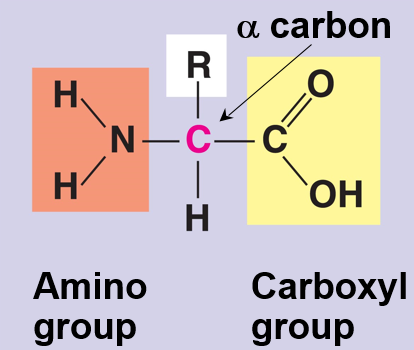 α carbon
R
H
O
N
C
C
H
OH
H
Amino group
Carboxyl group